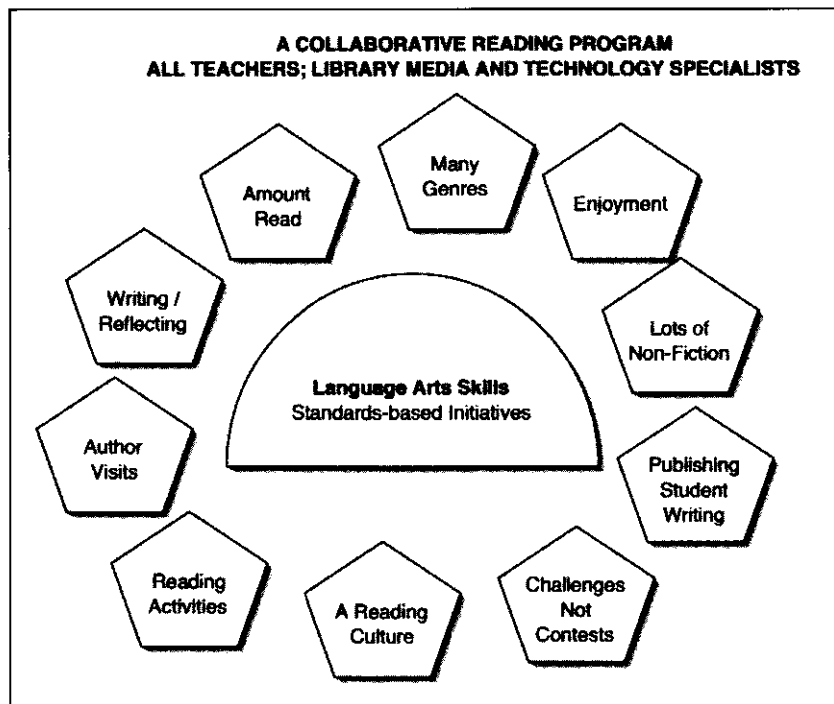 A COLLABORATIVE READING PROGRAM
ALL TEACHERS; LIBRARY MEDIA AND TECHNOLOGY SPECIALISTS
Many
Genres
Amount
Read
Enjoyment
Writing /
Reflecting
Lots of
Non-Fiction
Language Arts Skills
Standards-based Initiatives
Author
Visits
Publishing
Student
Writing
Reading
Activities
A Reading
Culture
Challenges
Not
Contests